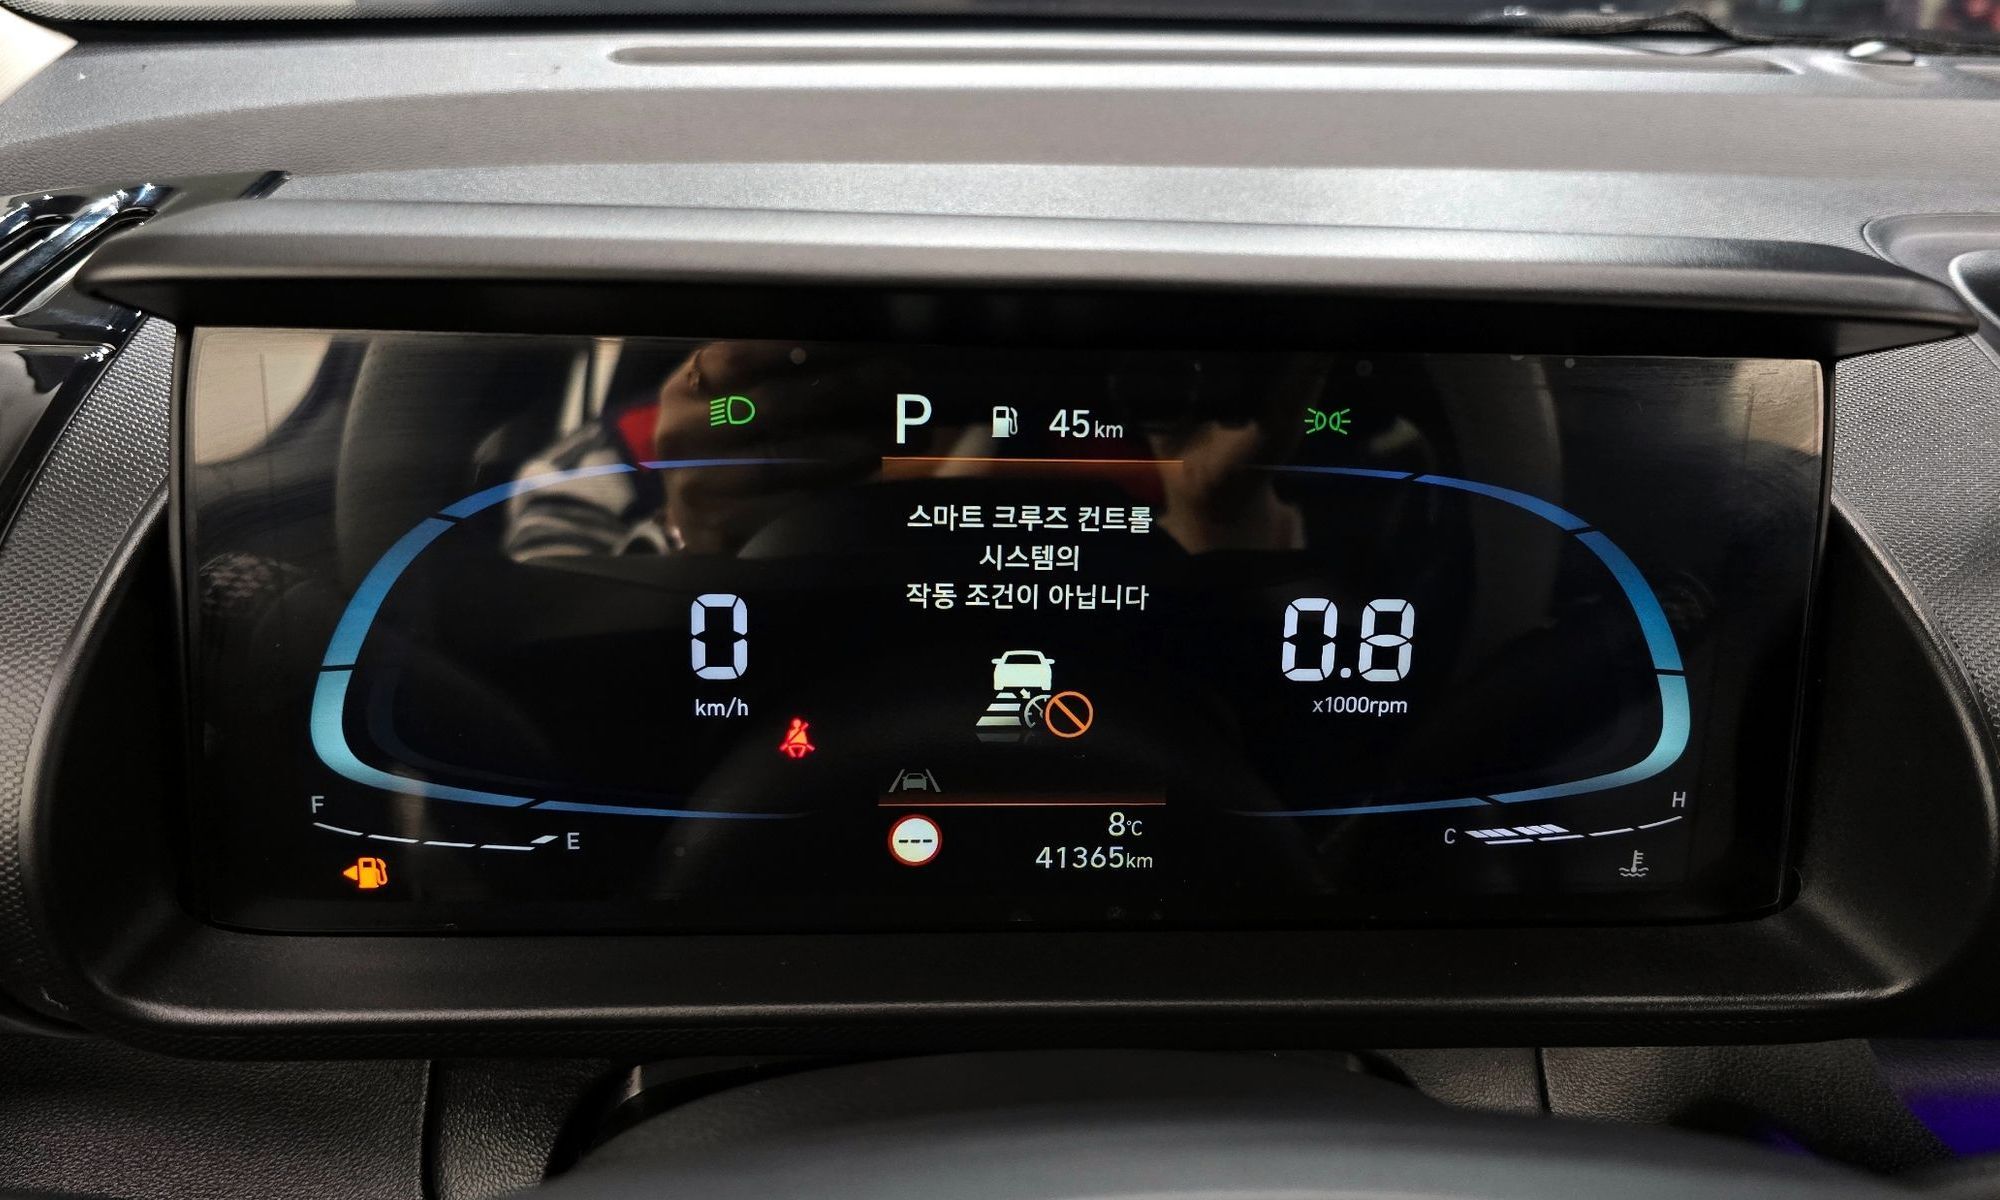 P 45km
스마트 크루즈 컨트롤
시스템의
작동 조건이 아닙니다
0
km/h
0.8
x1000rpm
F
E
C
H
---
8°C
41365km